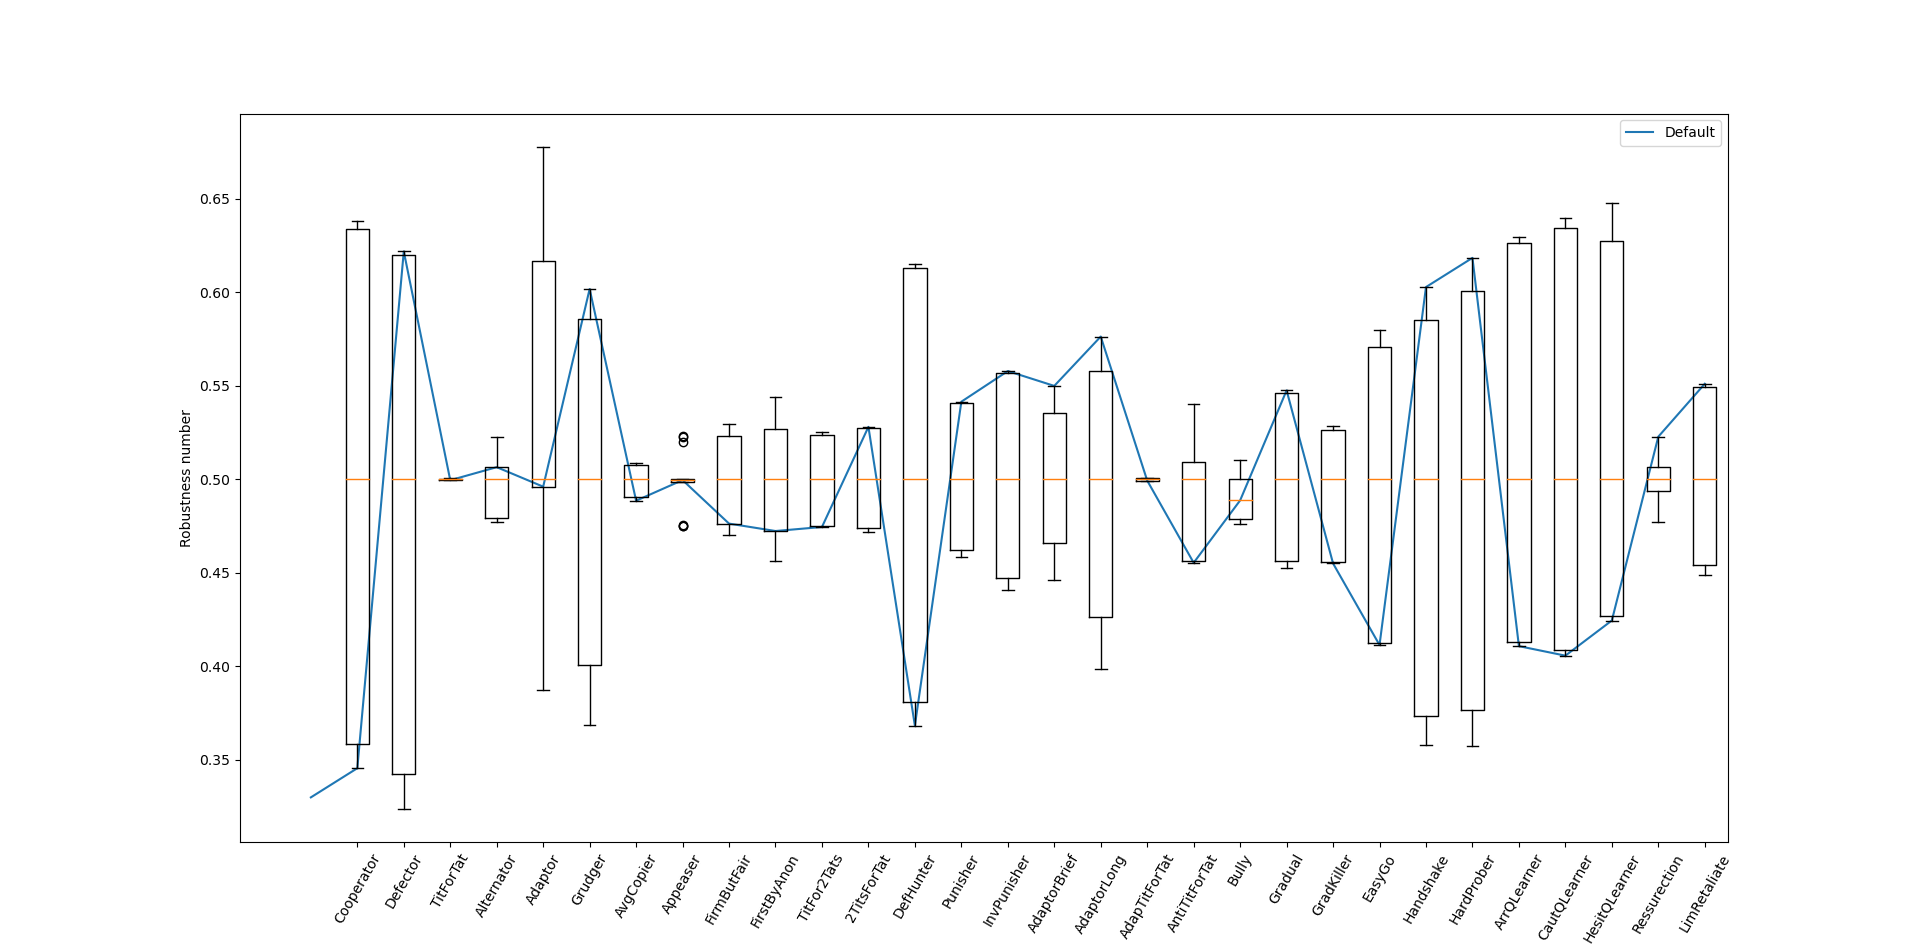 Default
0.65
0.60
0.55
0.50
0.45
0.40
0.35
Robustness number
Cooperator
Defector
TitForTat
Alternator
Adaptor
Grudger
AvgCopier
Appeaser
FirmButFair
FirstByAnon
TitFor2Tats
2TitsForTat
DefHunter
Punisher
InvPunisher
AdaptorBrief
AdaptorLong
AdapTitForTat
AntiTitForTat
Bully
Gradual
GradKiller
EasyGo
Handshake
HardProber
ArrQLearner
CautQLearner
HesitQLearner
Ressurection
LimRetaliate